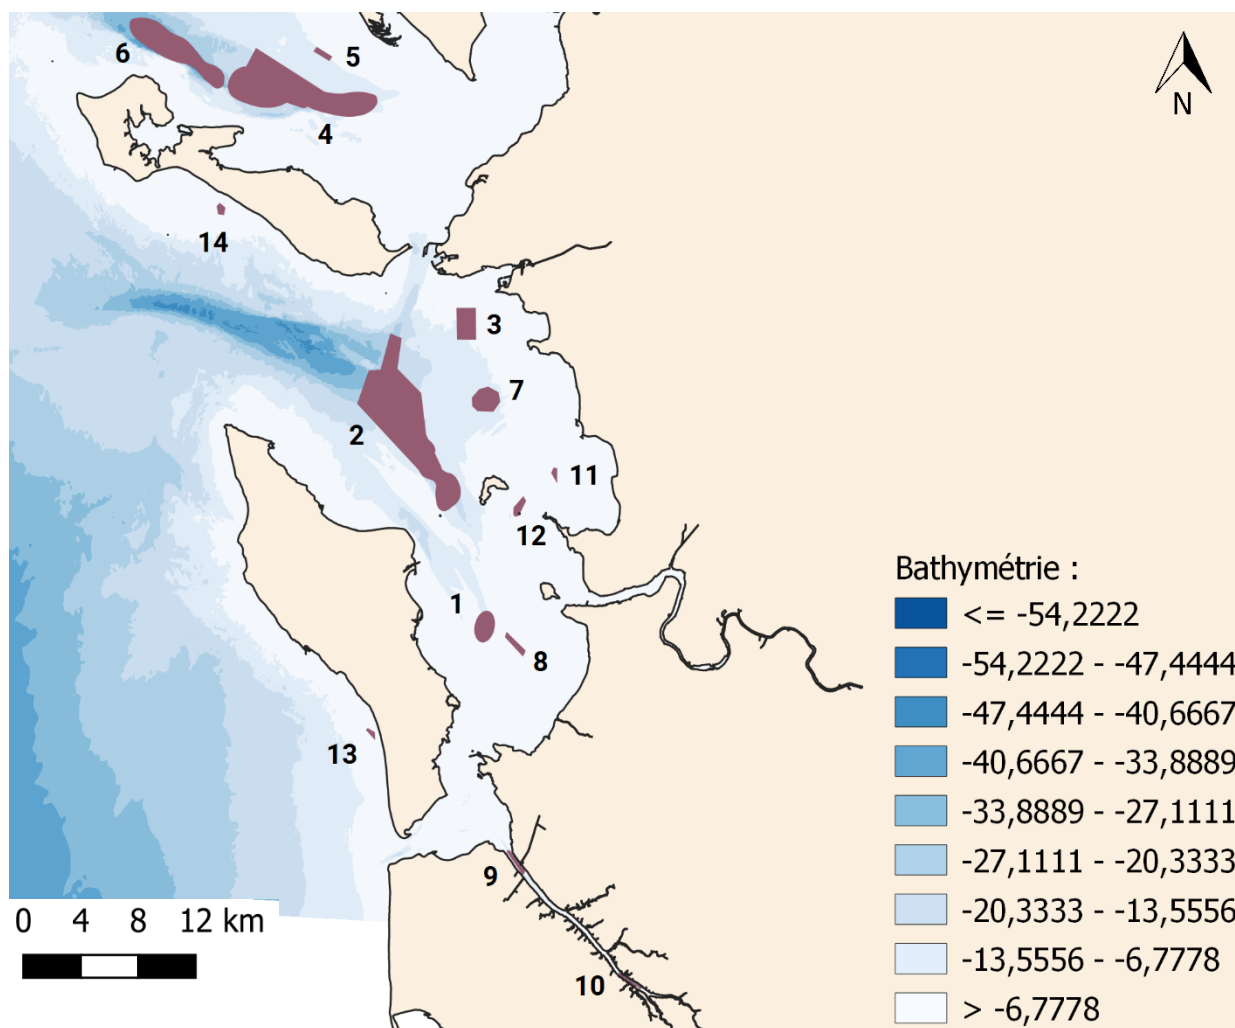 6
5
4
N
14
3
7
2
11
12
1
8
13
9
10
Bathymétrie :
<= -54,2222
-54,2222 - -47,4444
-47,4444 - -40,6667
-40,6667 - -33,8889
-33,8889 - -27,1111
-27,1111 - -20,3333
-20,3333 - -13,5556
-13,5556 - -6,7778
> -6,7778
0 4 8 12 km